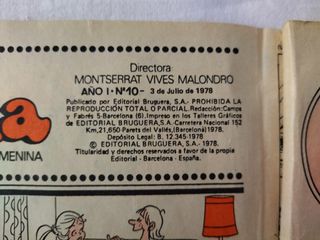 Directora
MONTSERRAT VIVES MALONDRO
AÑO I - Nº10 - 3 de Julio de 1978
Publicado por Editorial Bruguera, S.A.- PROHIBIDA LA
REPRODUCCION TOTAL O PARCIAL. Redacción: Camps
y Fabrés 5-Barcelona (6). Impreso en los Talleres Gráficos
de EDITORIAL BRUGUERA, S.A. Carretera Nacional 152
Km, 21,650 Parets del Vallés, (Barcelona) 1978.
Depósito Legal: B. 12.345-1978
© EDITORIAL BRUGUERA, S.A. - 1978.
Titularidad y derechos reservados a favor de la propia
Editorial - Barcelona - España.
a
MENINA